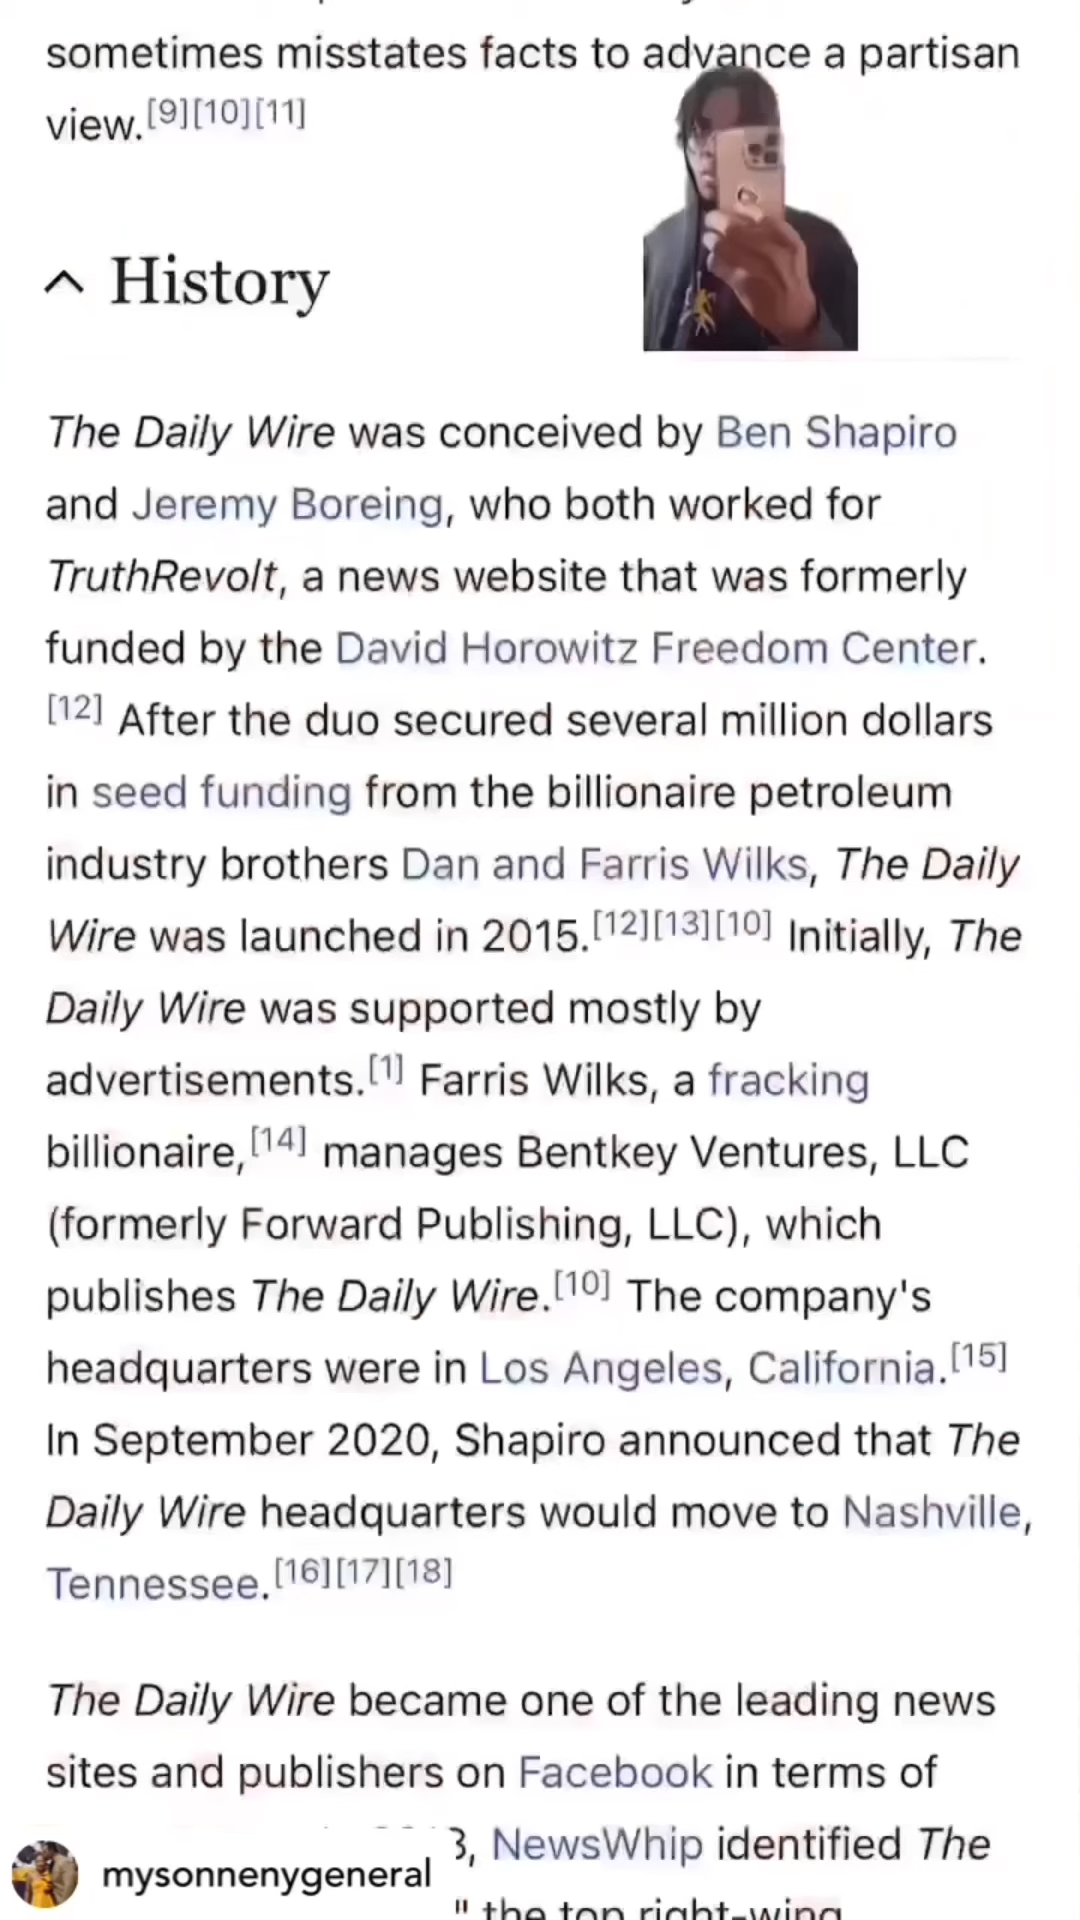 sometimes misstates facts to advance a partisan
view.[9][10][11]
^ History
The Daily Wire was conceived by Ben Shapiro
and Jeremy Boreing, who both worked for
TruthRevolt, a news website that was formerly
funded by the David Horowitz Freedom Center.
[12] After the duo secured several million dollars
in seed funding from the billionaire petroleum
industry brothers Dan and Farris Wilks, The Daily
Wire was launched in 2015.[12][13][10] Initially, The
Daily Wire was supported mostly by
advertisements.[1] Farris Wilks, a fracking
billionaire,[14] manages Bentkey Ventures, LLC
(formerly Forward Publishing, LLC), which
publishes The Daily Wire.[10] The company's
headquarters were in Los Angeles, California.[15]
In September 2020, Shapiro announced that The
Daily Wire headquarters would move to Nashville,
Tennessee.[16][17][18]
The Daily Wire became one of the leading news
sites and publishers on Facebook in terms of
3, NewsWhip identified The
" the top right-wing
mysonnenygeneral